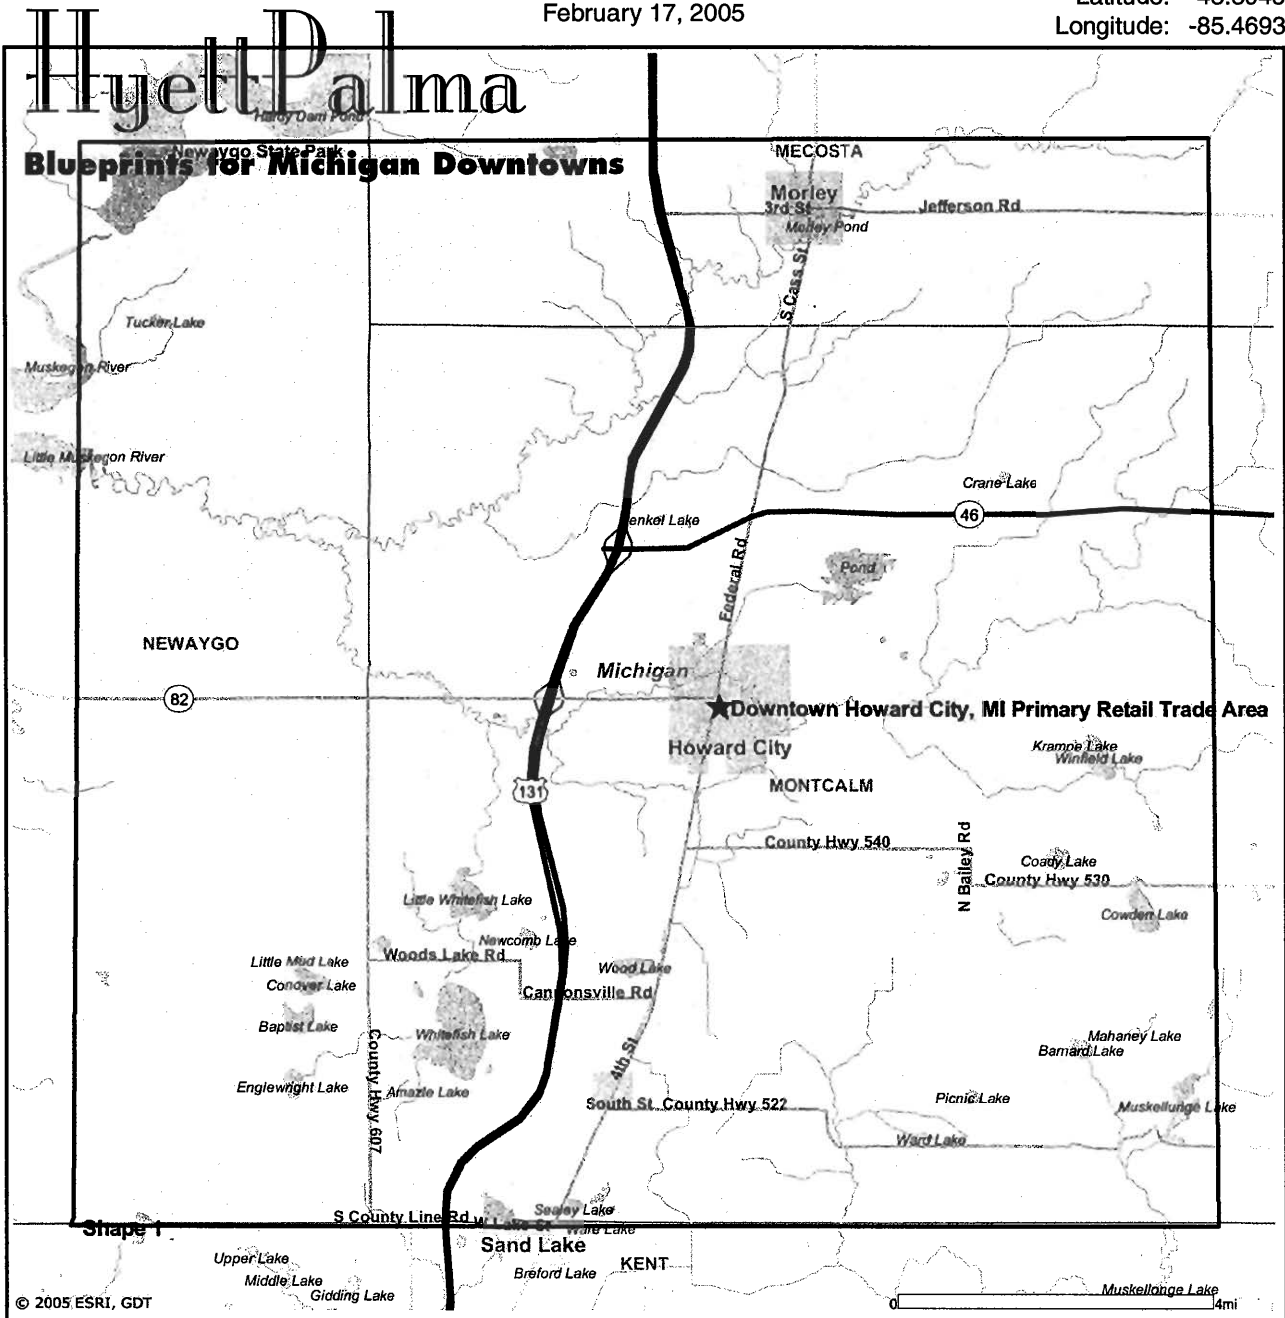 February 17, 2005
Longitude: -85.4693
HyettPalma
Hardy Dam Pond
Newaygo State Park
Blueprints for Michigan Downtowns
MECOSTA
Morley
3rd St
Jefferson Rd
Morley Pond
S Cass St
Tucker Lake
Muskegon River
Little Muskegon River
Crane Lake
46
enkel Lake
Federal Rd
Pond
NEWAYGO
Michigan
82
Downtown Howard City, MI Primary Retail Trade Area
Howard City
Krampe Lake
Winfield Lake
131
MONTCALM
County Hwy 540
N Bailey Rd
Coady Lake
County Hwy 530
Little Whitefish Lake
Cowden Lake
Newcomb Lake
Woods Lake Rd
Little Mud Lake
Wood Lake
Conover Lake
Cannonsville Rd
Baptist Lake
Whitefish Lake
County Hwy 607
4th St
Mahaney Lake
Barnard Lake
Englewright Lake
Amazie Lake
South St
County Hwy 522
Picnic Lake
Muskellunge Lake
Ward Lake
S County Line Rd
W Lake St
Sealey Lake
Ware Lake
Shape 1
Sand Lake
KENT
Upper Lake
Middle Lake
Gidding Lake
Breford Lake
Muskellonge Lake
© 2005 ESRI, GDT
0
4mi